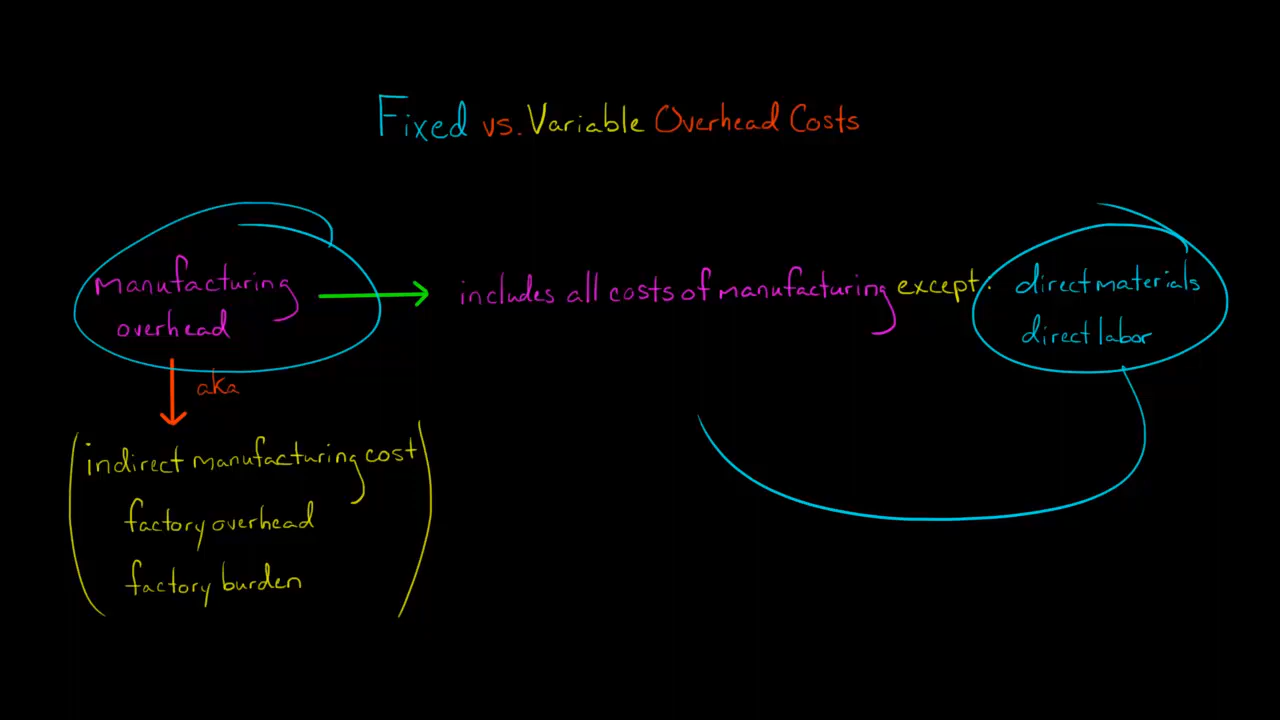 Fixed vs. Variable Overhead Costs
manufacturing
overhead
includes all costs of manufacturing except:
direct materials
direct labor
aka
indirect manufacturing cost
factory overhead
factory burden